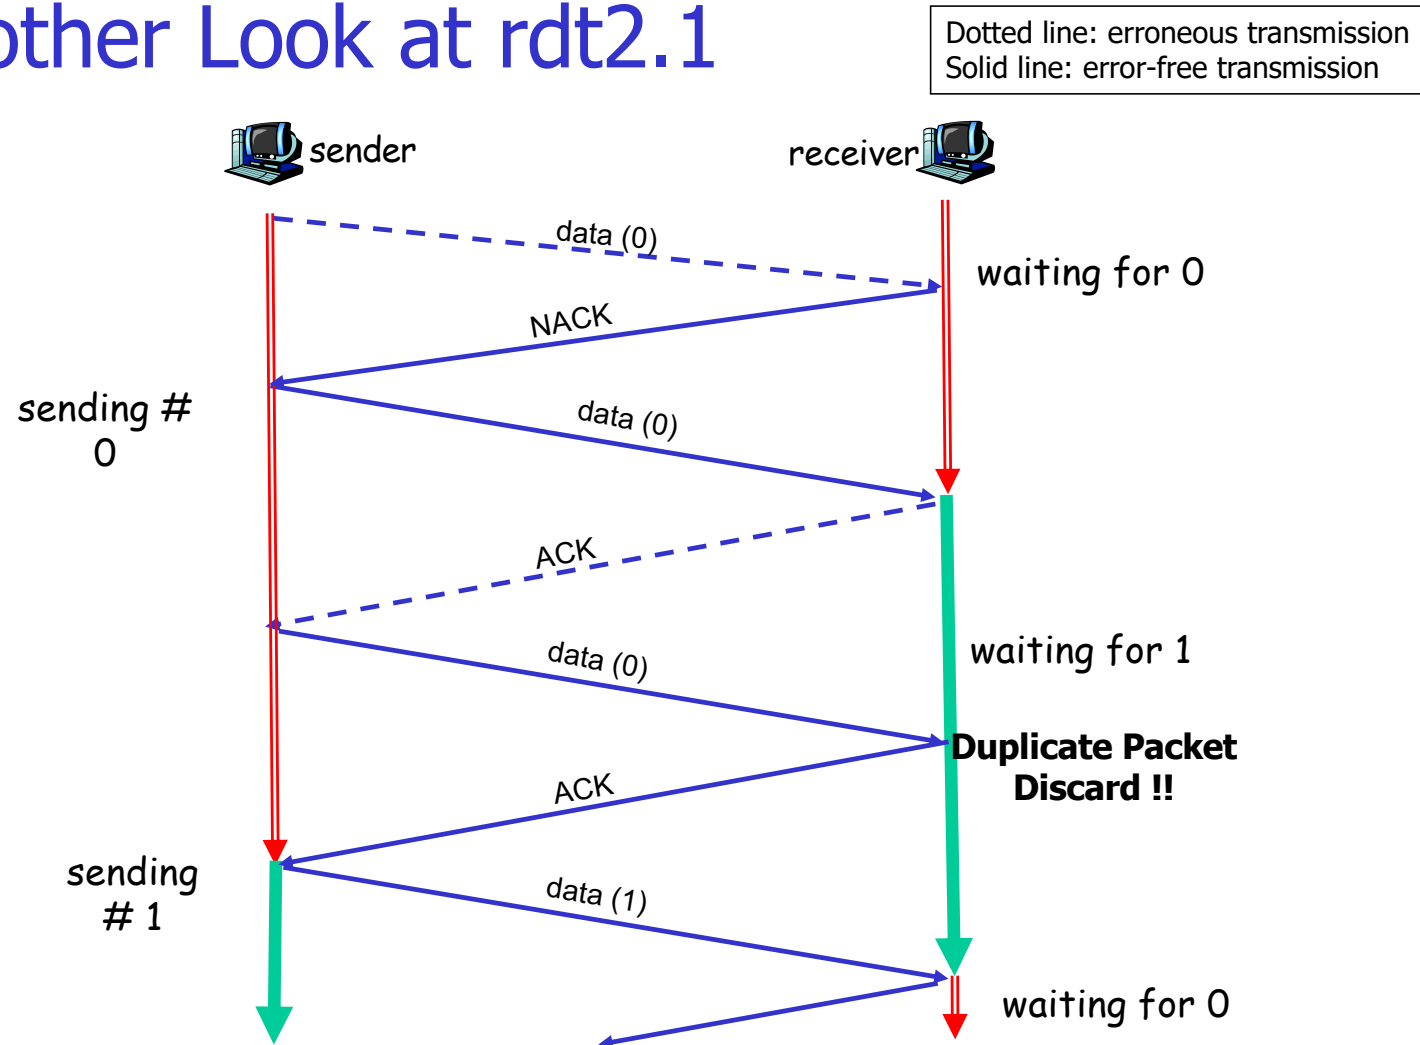 other Look at rdt2.1
Dotted line: erroneous transmission
Solid line: error-free transmission
sender
receiver
data (0)
waiting for 0
NACK
sending #
0
data (0)
ACK
waiting for 1
data (0)
Duplicate Packet
Discard !!
ACK
sending
# 1
data (1)
waiting for 0